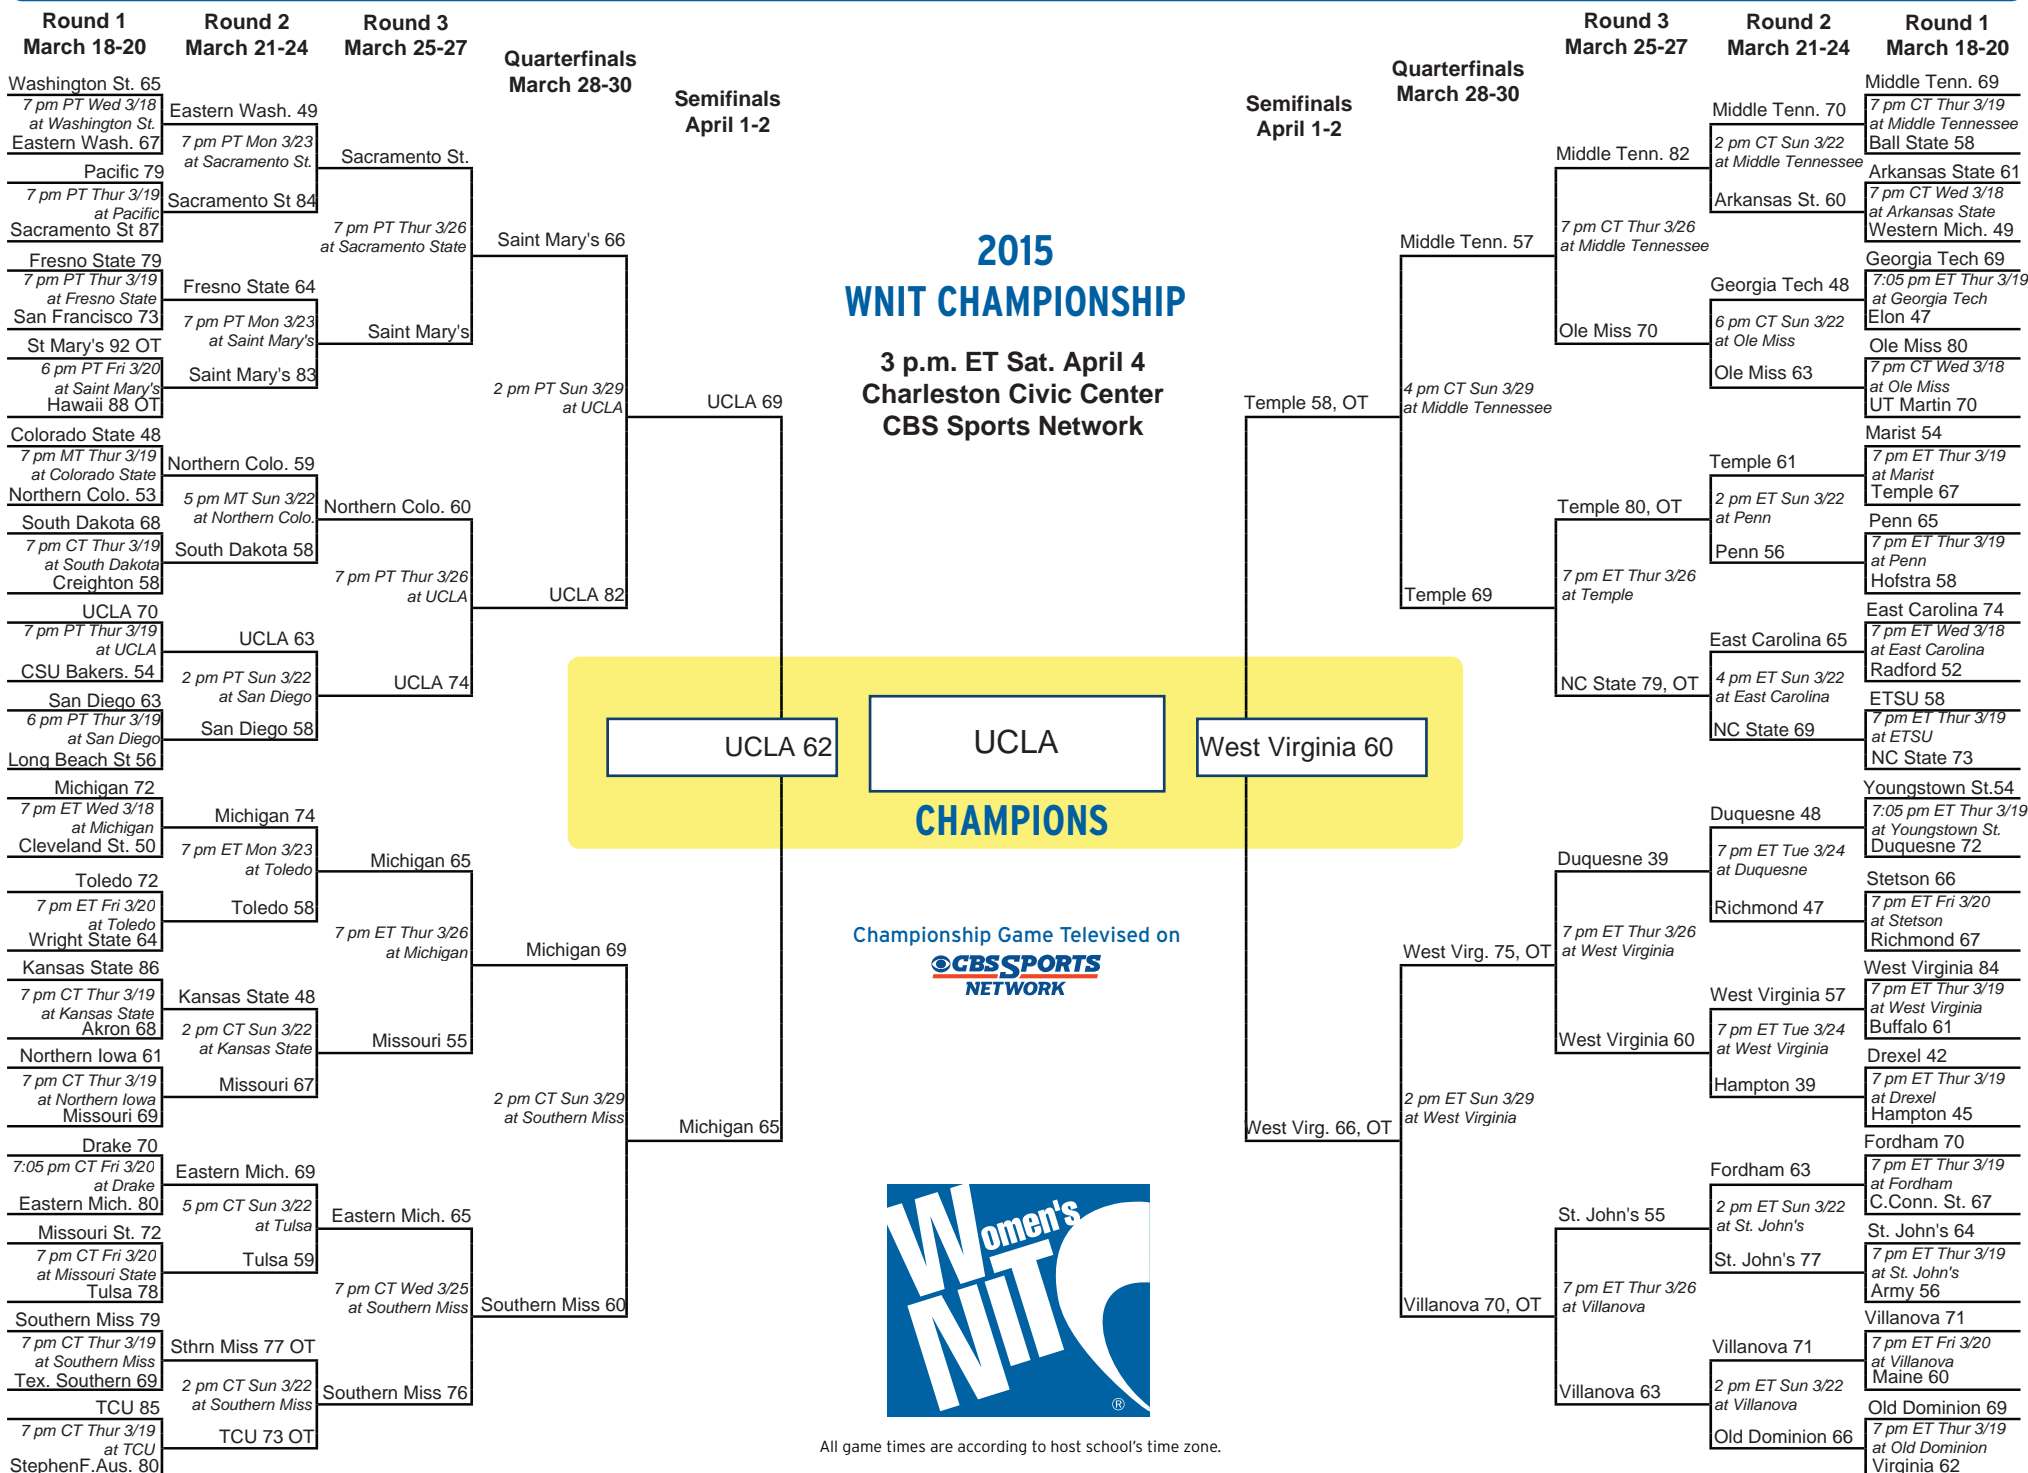 Round 1
March 18-20
Round 2
March 21-24
Round 3
March 25-27
Quarterfinals
March 28-30
Semifinals
April 1-2
Washington St. 65
7 pm PT Wed 3/18
at Washington St.
Eastern Wash. 67
Pacific 79
7 pm PT Thur 3/19
at Pacific
Sacramento St 87
Fresno State 79
7 pm PT Thur 3/19
at Fresno State
San Francisco 73
St Mary's 92 OT
6 pm PT Fri 3/20
at Saint Mary's
Hawaii 88 OT
Colorado State 48
7 pm MT Thur 3/19
at Colorado State
Northern Colo. 53
South Dakota 68
7 pm CT Thur 3/19
at South Dakota
Creighton 58
UCLA 70
7 pm PT Thur 3/19
at UCLA
CSU Bakers. 54
San Diego 63
6 pm PT Thur 3/19
at San Diego
Long Beach St 56
Michigan 72
7 pm ET Wed 3/18
at Michigan
Cleveland St. 50
Toledo 72
7 pm ET Fri 3/20
at Toledo
Wright State 64
Kansas State 86
7 pm CT Thur 3/19
at Kansas State
Akron 68
Northern Iowa 61
7 pm CT Thur 3/19
at Northern Iowa
Missouri 69
Drake 70
7:05 pm CT Fri 3/20
at Drake
Eastern Mich. 80
Missouri St. 72
7 pm CT Fri 3/20
at Missouri State
Tulsa 78
Southern Miss 79
7 pm CT Thur 3/19
at Southern Miss
Tex. Southern 69
TCU 85
7 pm CT Thur 3/19
at TCU
StephenF.Aus. 80
Eastern Wash. 49
7 pm PT Mon 3/23
at Sacramento St.
Sacramento St 84
Fresno State 64
7 pm PT Mon 3/23
at Saint Mary's
Saint Mary's 83
Northern Colo. 59
5 pm MT Sun 3/22
at Northern Colo.
South Dakota 58
UCLA 63
2 pm PT Sun 3/22
at San Diego
San Diego 58
Michigan 74
7 pm ET Mon 3/23
at Toledo
Toledo 58
Kansas State 48
2 pm CT Sun 3/22
at Kansas State
Missouri 67
Eastern Mich. 69
5 pm CT Sun 3/22
at Tulsa
Tulsa 59
Sthrn Miss 77 OT
2 pm CT Sun 3/22
at Southern Miss
TCU 73 OT
Sacramento St.
7 pm PT Thur 3/26
at Sacramento State
Saint Mary's
Northern Colo. 60
7 pm PT Thur 3/26
at UCLA
UCLA 74
Michigan 65
7 pm ET Thur 3/26
at Michigan
Missouri 55
Eastern Mich. 65
7 pm CT Wed 3/25
at Southern Miss
Southern Miss 76
Saint Mary's 66
2 pm PT Sun 3/29
at UCLA
UCLA 82
Michigan 69
2 pm CT Sun 3/29
at Southern Miss
Southern Miss 60
UCLA 69
Michigan 65
2015
WNIT CHAMPIONSHIP
3 p.m. ET Sat. April 4
Charleston Civic Center
CBS Sports Network
UCLA 62
UCLA
West Virginia 60
CHAMPIONS
Championship Game Televised on
CBS SPORTS
NETWORK
Women's
NIT
®
All game times are according to host school's time zone.
Semifinals
April 1-2
Quarterfinals
March 28-30
Round 3
March 25-27
Round 2
March 21-24
Round 1
March 18-20
Temple 58, OT
West Virg. 66, OT
Middle Tenn. 57
4 pm CT Sun 3/29
at Middle Tennessee
Temple 69
West Virg. 75, OT
2 pm ET Sun 3/29
at West Virginia
Villanova 70, OT
Middle Tenn. 82
7 pm CT Thur 3/26
at Middle Tennessee
Ole Miss 70
Temple 80, OT
7 pm ET Thur 3/26
at Temple
NC State 79, OT
Duquesne 39
7 pm ET Thur 3/26
at West Virginia
West Virginia 60
St. John's 55
7 pm ET Thur 3/26
at Villanova
Villanova 63
Middle Tenn. 70
2 pm CT Sun 3/22
at Middle Tennessee
Arkansas St. 60
Georgia Tech 48
6 pm CT Sun 3/22
at Ole Miss
Ole Miss 63
Temple 61
2 pm ET Sun 3/22
at Penn
Penn 56
East Carolina 65
4 pm ET Sun 3/22
at East Carolina
NC State 69
Duquesne 48
7 pm ET Tue 3/24
at Duquesne
Richmond 47
West Virginia 57
7 pm ET Tue 3/24
at West Virginia
Hampton 39
Fordham 63
2 pm ET Sun 3/22
at St. John's
St. John's 77
Villanova 71
2 pm ET Sun 3/22
at Villanova
Old Dominion 66
Middle Tenn. 69
7 pm CT Thur 3/19
at Middle Tennessee
Ball State 58
Arkansas State 61
7 pm CT Wed 3/18
at Arkansas State
Western Mich. 49
Georgia Tech 69
7:05 pm ET Thur 3/19
at Georgia Tech
Elon 47
Ole Miss 80
7 pm CT Wed 3/18
at Ole Miss
UT Martin 70
Marist 54
7 pm ET Thur 3/19
at Marist
Temple 67
Penn 65
7 pm ET Thur 3/19
at Penn
Hofstra 58
East Carolina 74
7 pm ET Wed 3/18
at East Carolina
Radford 52
ETSU 58
7 pm ET Thur 3/19
at ETSU
NC State 73
Youngstown St.54
7:05 pm ET Thur 3/19
at Youngstown St.
Duquesne 72
Stetson 66
7 pm ET Fri 3/20
at Stetson
Richmond 67
West Virginia 84
7 pm ET Thur 3/19
at West Virginia
Buffalo 61
Drexel 42
7 pm ET Thur 3/19
at Drexel
Hampton 45
Fordham 70
7 pm ET Thur 3/19
at Fordham
C.Conn. St. 67
St. John's 64
7 pm ET Thur 3/19
at St. John's
Army 56
Villanova 71
7 pm ET Fri 3/20
at Villanova
Maine 60
Old Dominion 69
7 pm ET Thur 3/19
at Old Dominion
Virginia 62